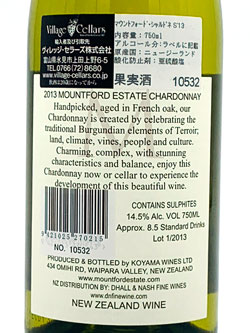 Village Cellars
輸入者及び引取先
ヴィレッジ・セラーズ株式会社
富山県氷見市上田上野6-5
TEL 0766(72)8680
www.village-cellars.co.jp
マウントフォード・シャルドネ S13
内容量:750ml
アルコール分:ラベルに記載
原産国:ニュージーランド
酸化防止剤:亜硫酸塩
果実酒
10532
2013 MOUNTFORD ESTATE CHARDONNAY
Handpicked, aged in French oak, our
Chardonnay is created by celebrating the
traditional Burgundian elements of Terroir;
land, climate, vines, people and culture.
Charming, complex, with stunning
characteristics and balance, enjoy this
Chardonnay now or cellar to experience the
development of this beautiful wine.
9421025270215
NO. 10532
CONTAINS SULPHITES
14.5% Alc. VOL 750ML
Approx. 8.5 Standard Drinks
Lot 1/2013
PRODUCED & BOTTLED by KOYAMA WINES LTD
434 OMIHI RD, WAIPARA VALLEY, NEW ZEALAND
www.mountfordestate.com
NZ DISTRIBUTION BY: DHALL & NASH FINE WINES
www.dnfinewine.com
NEW ZEALAND WINE